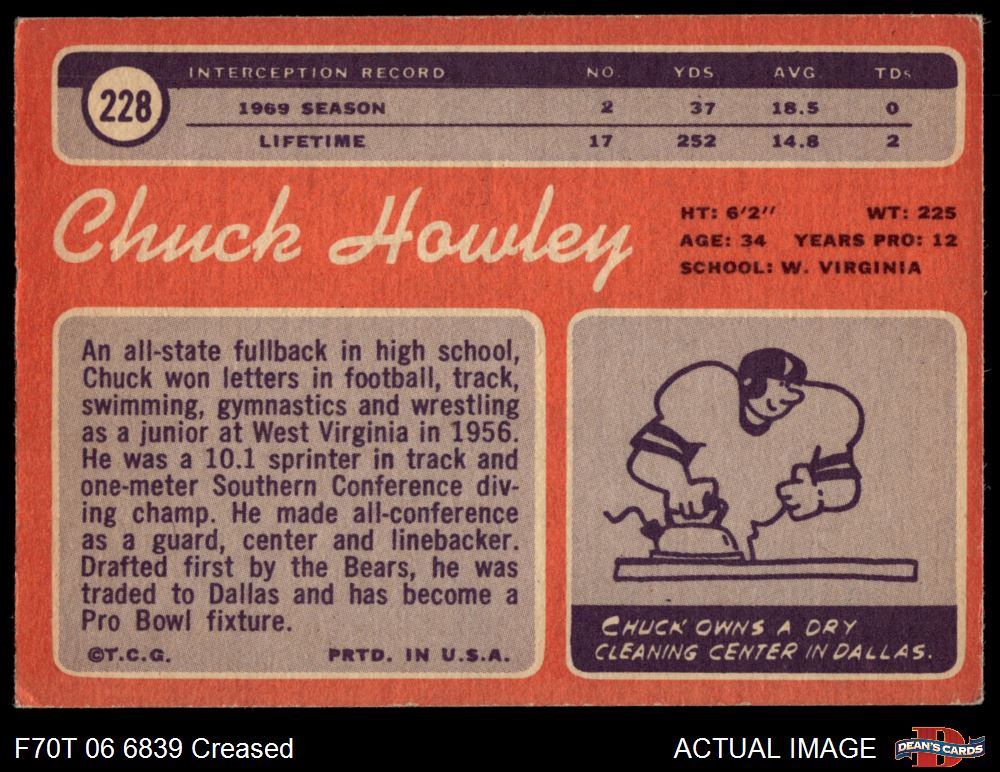 INTERCEPTION RECORD NO. YDS AVG TDs
228
1969 SEASON 2 37 18.5 0
LIFETIME 17 252 14.8 2
Chuck Howley
HT: 6'2'' WT: 225
AGE: 34 YEARS PRO: 12
SCHOOL: W. VIRGINIA
An all-state fullback in high school,
Chuck won letters in football, track,
swimming, gymnastics and wrestling
as a junior at West Virginia in 1956.
He was a 10.1 sprinter in track and
one-meter Southern Conference div-
ing champ. He made all-conference
as a guard, center and linebacker.
Drafted first by the Bears, he was
traded to Dallas and has become a
Pro Bowl fixture.
©T.C.G. PRTD. IN U.S.A.
CHUCK OWNS A DRY
CLEANING CENTER IN DALLAS.
F70T 06 6839 Creased
ACTUAL IMAGE
DEAN'S CARDS